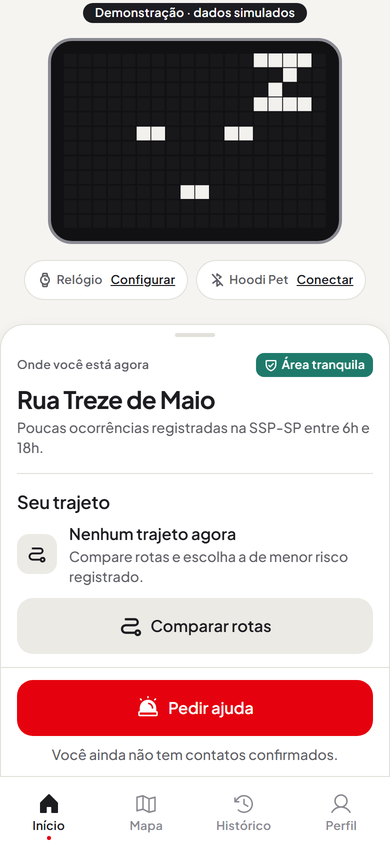 Demonstração · dados simulados
Z
Relógio Configurar Hoodi Pet Conectar
Onde você está agora
Área tranquila
Rua Treze de Maio
Poucas ocorrências registradas na SSP-SP entre 6h e
18h.
Seu trajeto
Nenhum trajeto agora
Compare rotas e escolha a de menor risco
registrado.
Comparar rotas
Pedir ajuda
Você ainda não tem contatos confirmados.
Início Mapa Histórico Perfil